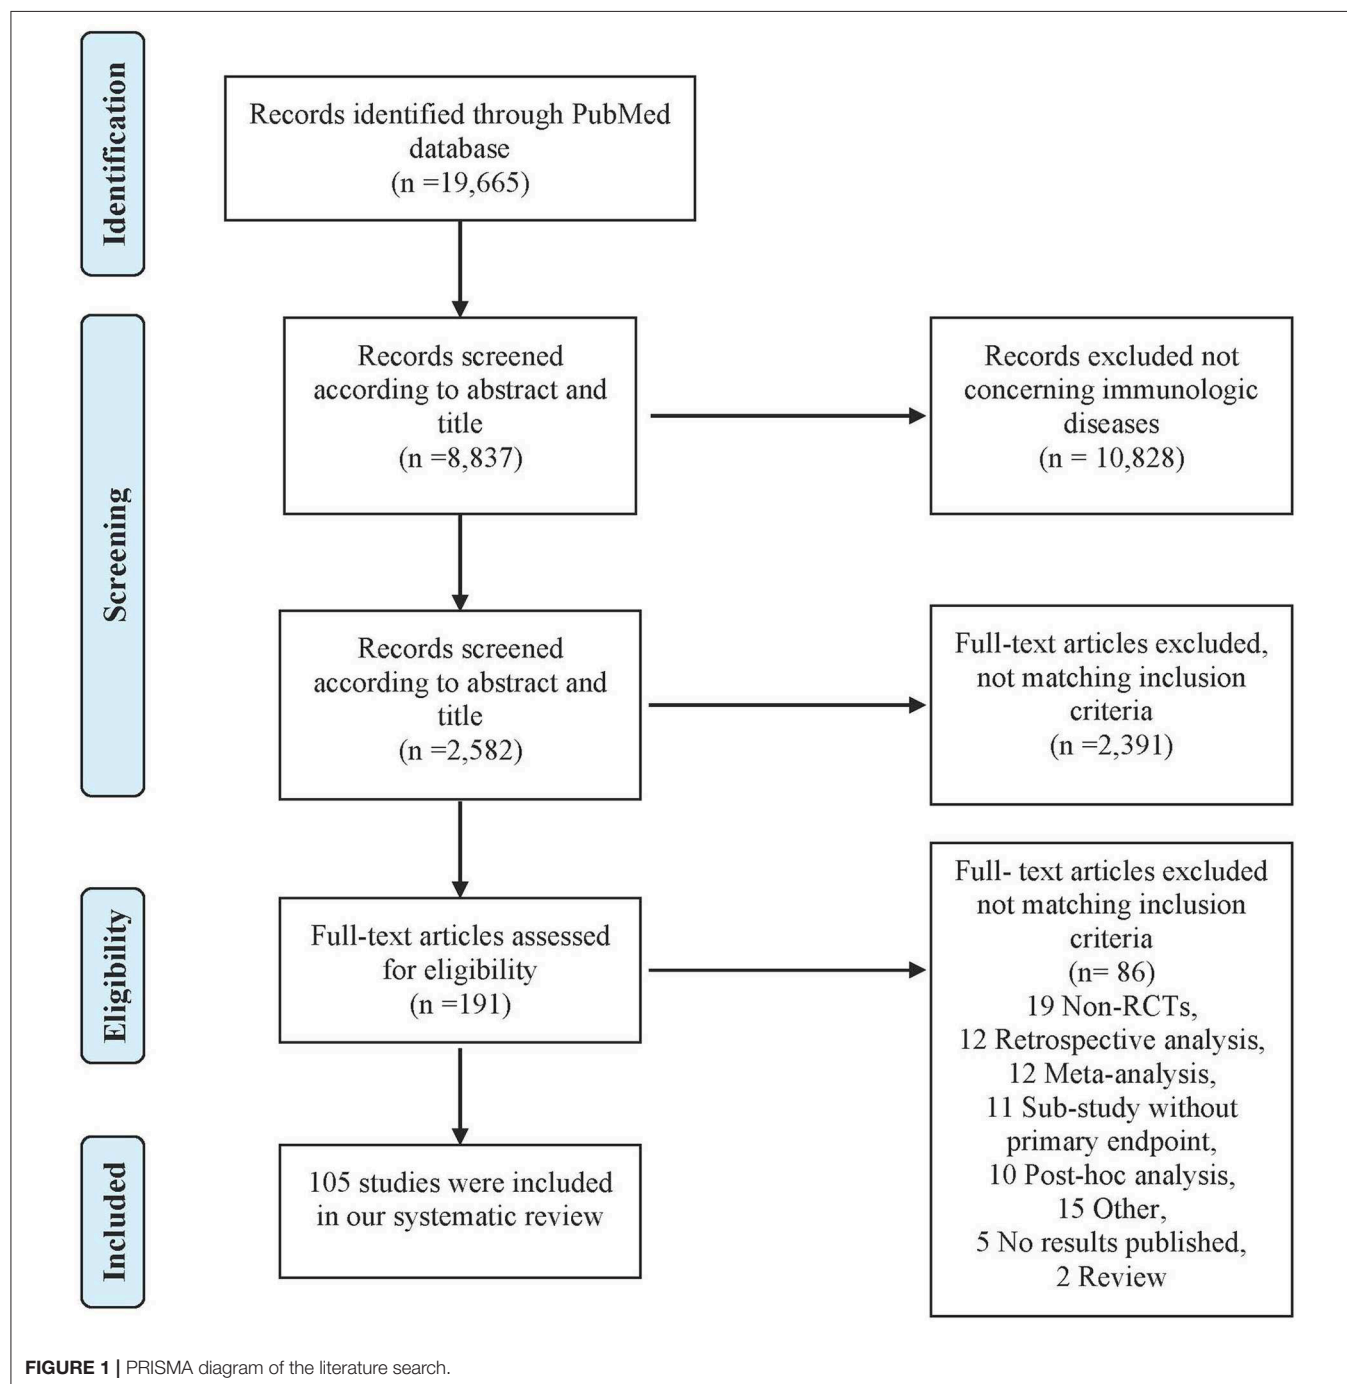 Identification
Records identified through PubMed
database
(n =19,665)
Screening
Records screened
according to abstract and
title
(n =8,837)
Records excluded not
concerning immunologic
diseases
(n = 10,828)
Records screened
according to abstract and
title
(n =2,582)
Full-text articles excluded,
not matching inclusion
criteria
(n =2,391)
Eligibility
Full-text articles assessed
for eligibility
(n =191)
Full- text articles excluded
not matching inclusion
criteria
(n= 86)
19 Non-RCTs,
12 Retrospective analysis,
12 Meta-analysis,
11 Sub-study without
primary endpoint,
10 Post-hoc analysis,
15 Other,
5 No results published,
2 Review
Included
105 studies were included
in our systematic review
FIGURE 1 | PRISMA diagram of the literature search.